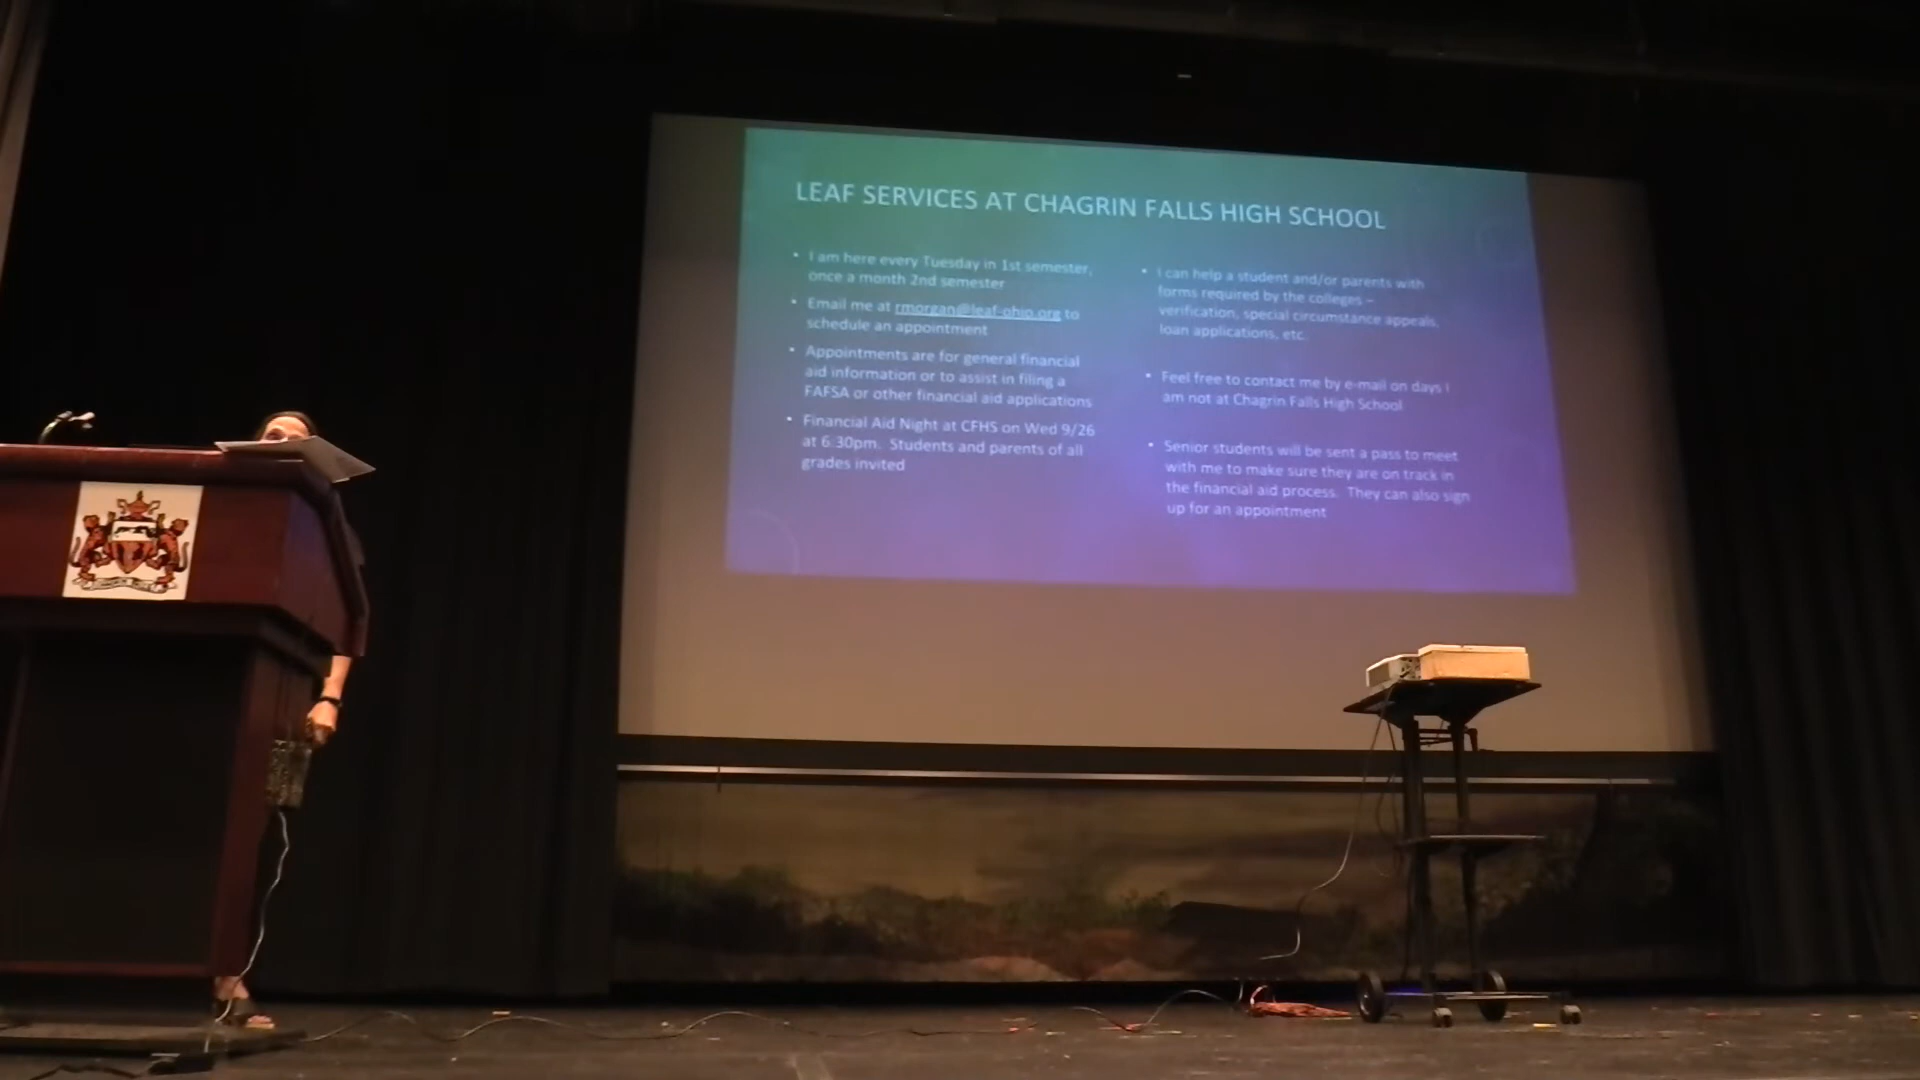 LEAF SERVICES AT CHAGRIN FALLS HIGH SCHOOL
• I am here every Tuesday in 1st semester,
once a month 2nd semester
• Email me at rmorgan@leaf-ohio.org to
schedule an appointment
• Appointments are for general financial
aid information or to assist in filing a
FAFSA or other financial aid applications
• Financial Aid Night at CFHS on Wed 9/26
at 6:30pm. Students and parents of all
grades invited
• I can help a student and/or parents with
forms required by the colleges –
verification, special circumstance appeals,
loan applications, etc.
• Feel free to contact me by e-mail on days I
am not at Chagrin Falls High School
• Senior students will be sent a pass to meet
with me to make sure they are on track in
the financial aid process. They can also sign
up for an appointment